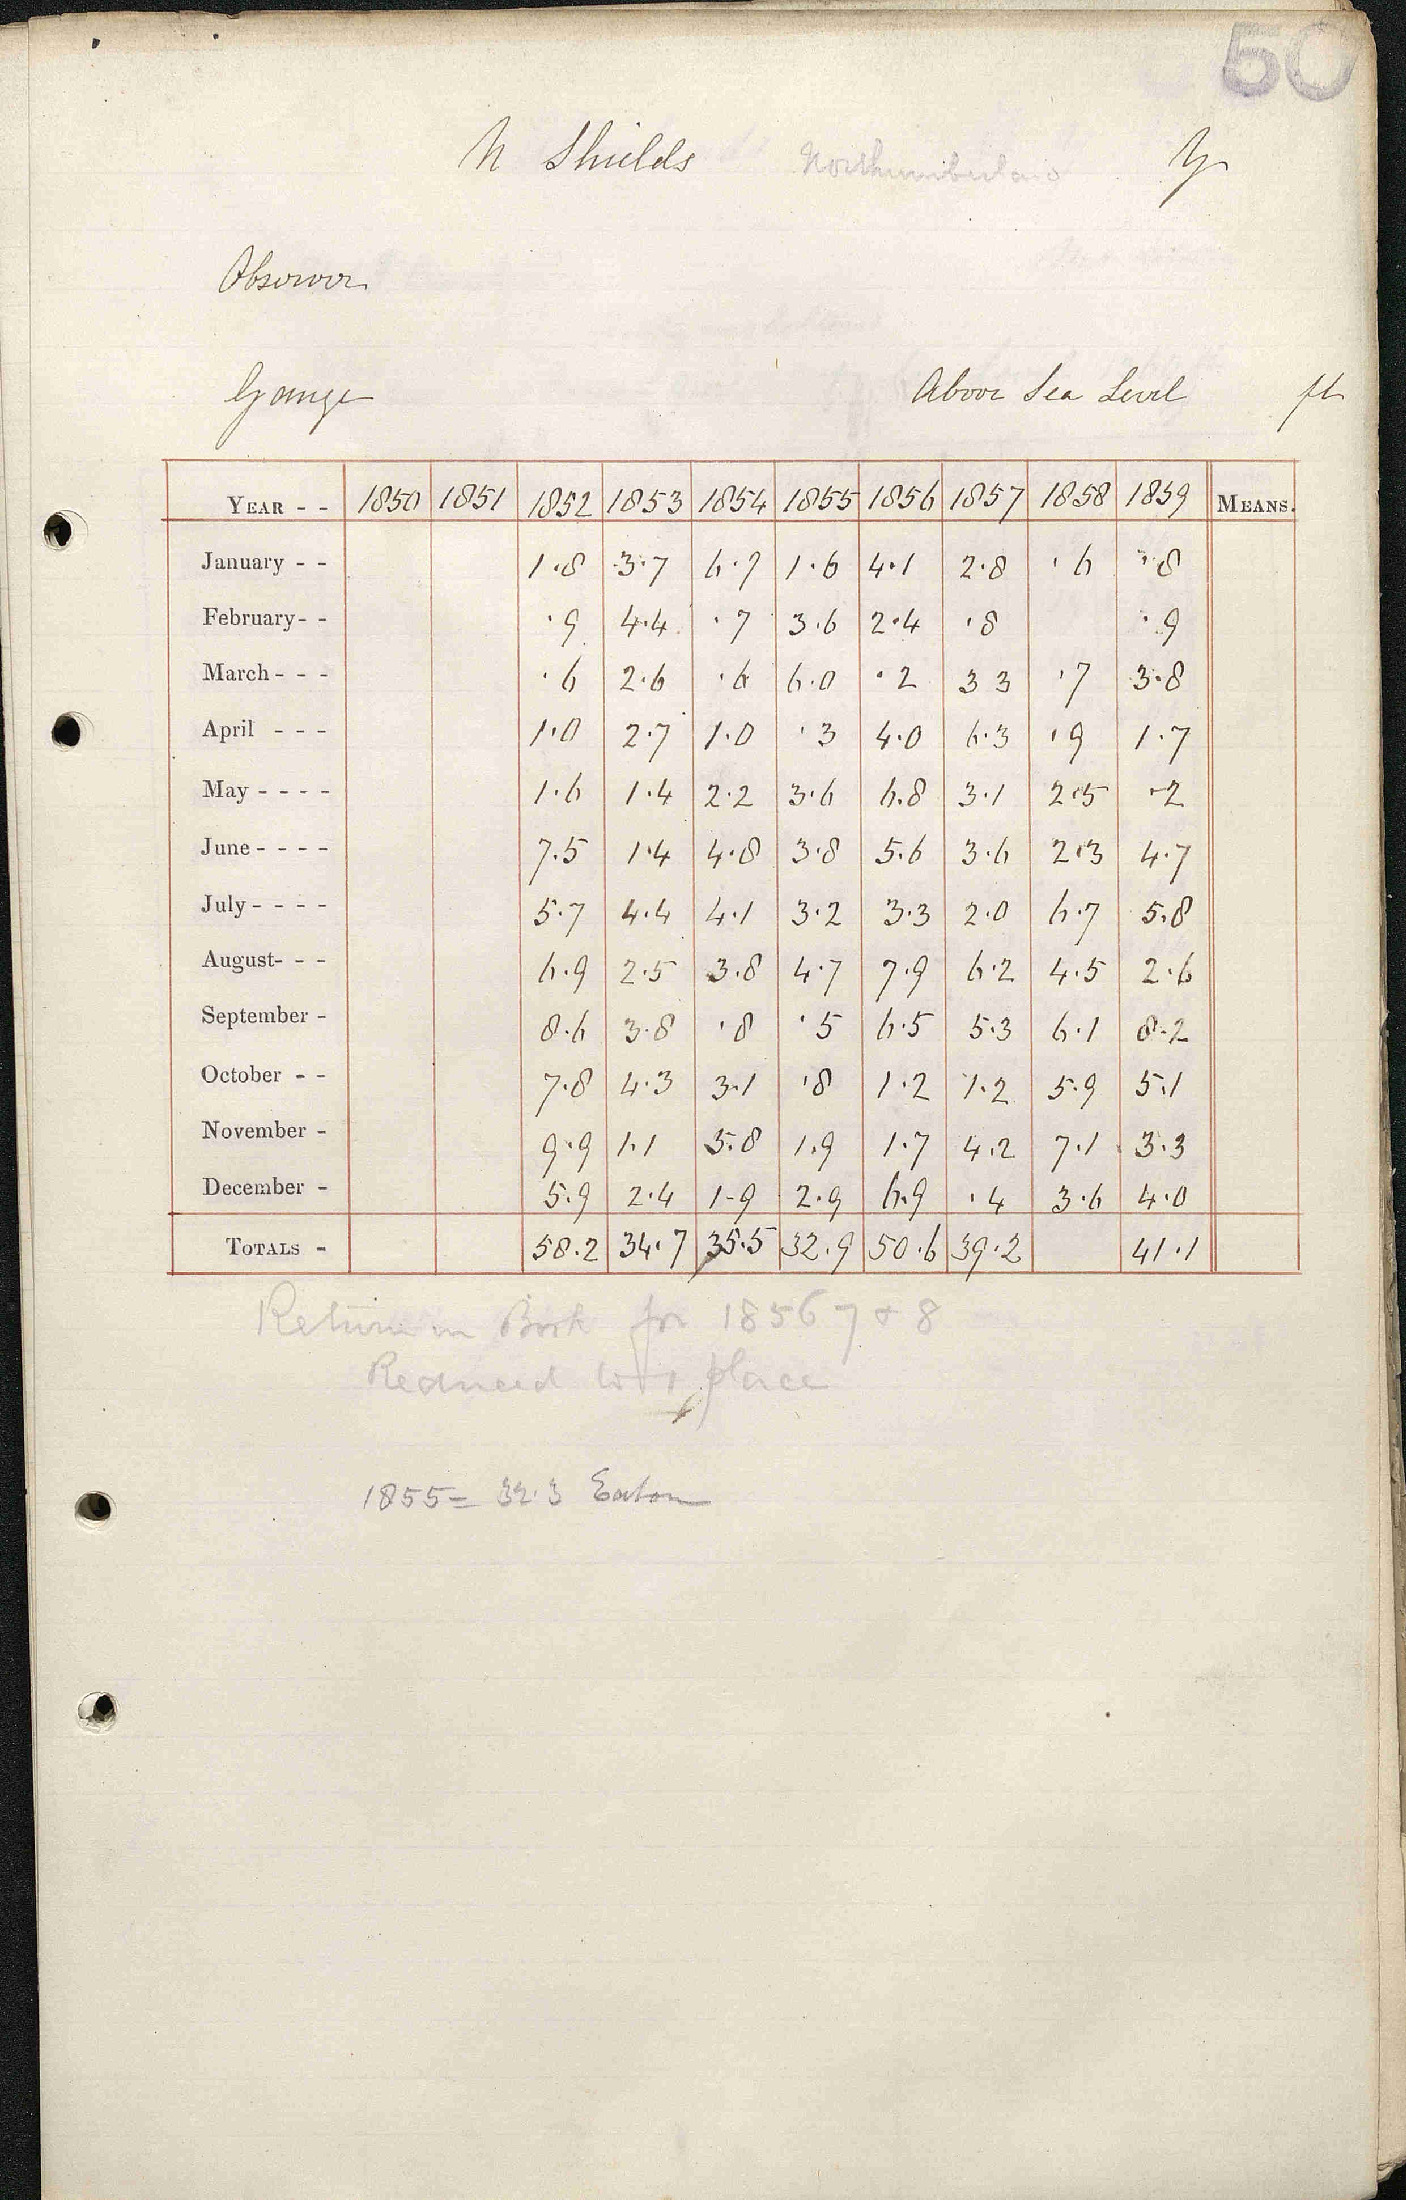 50
N Shields Northumberland
Observer
Gauge Above Sea Level ft
YEAR - - 1850 1851 1852 1853 1854 1855 1856 1857 1858 1859 MEANS.
January - - 1.8 3.7 6.7 1.6 4.1 2.8 .6 .8
February - - .9 4.4 .7 3.6 2.4 .8 .9
March - - - .6 2.6 .6 6.0 .2 3 3 .7 3.8
April - - - 1.0 2.7 1.0 .3 4.0 6.3 .9 1.7
May - - - - 1.6 1.4 2.2 3.6 6.8 3.1 2.5 .2
June - - - - 7.5 1.4 4.8 3.8 5.6 3.6 2.3 4.7
July - - - - 5.7 4.4 4.1 3.2 3.3 2.0 6.7 5.8
August - - - 6.9 2.5 3.8 4.7 7.9 6.2 4.5 2.6
September - 8.6 3.8 .8 .5 6.5 5.3 6.1 8.2
October - - 7.8 4.3 3.1 .8 1.2 1.2 5.9 5.1
November - 9.9 1.1 5.8 1.9 1.7 4.2 7.1 3.3
December - 5.9 2.4 1.9 2.9 6.9 .4 3.6 4.0
TOTALS - 58.2 34.7 35.5 32.9 50.6 39.2 41.1
Return in Book for 1856 7 & 8
Reduced to 1 place
1855 = 32.3 Eaton